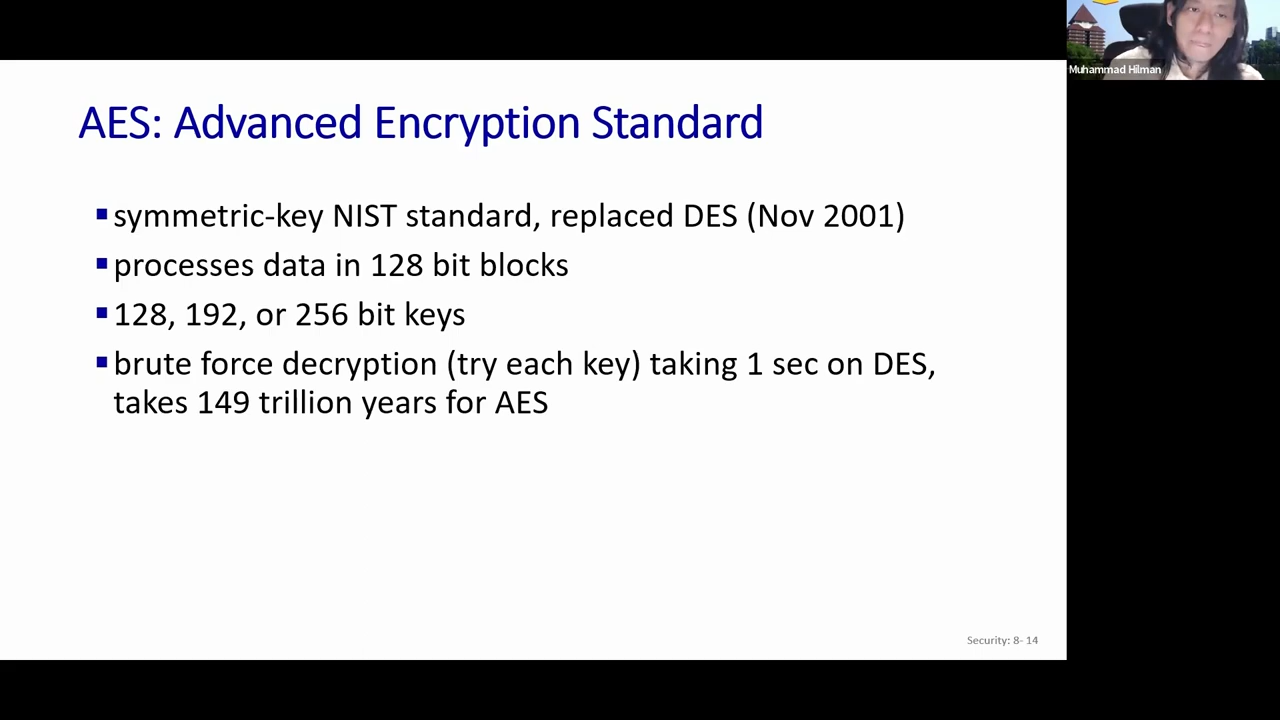 Muhammad Hilman
AES: Advanced Encryption Standard
symmetric-key NIST standard, replaced DES (Nov 2001)
processes data in 128 bit blocks
128, 192, or 256 bit keys
brute force decryption (try each key) taking 1 sec on DES,
takes 149 trillion years for AES
Security: 8- 14